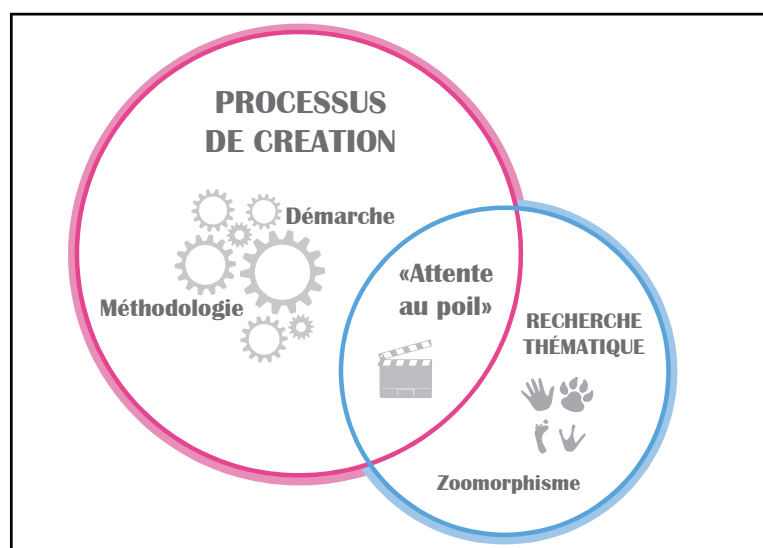 PROCESSUS
DE CREATION
Démarche
Méthodologie
«Attente
au poil»
RECHERCHE
THÉMATIQUE
Zoomorphisme